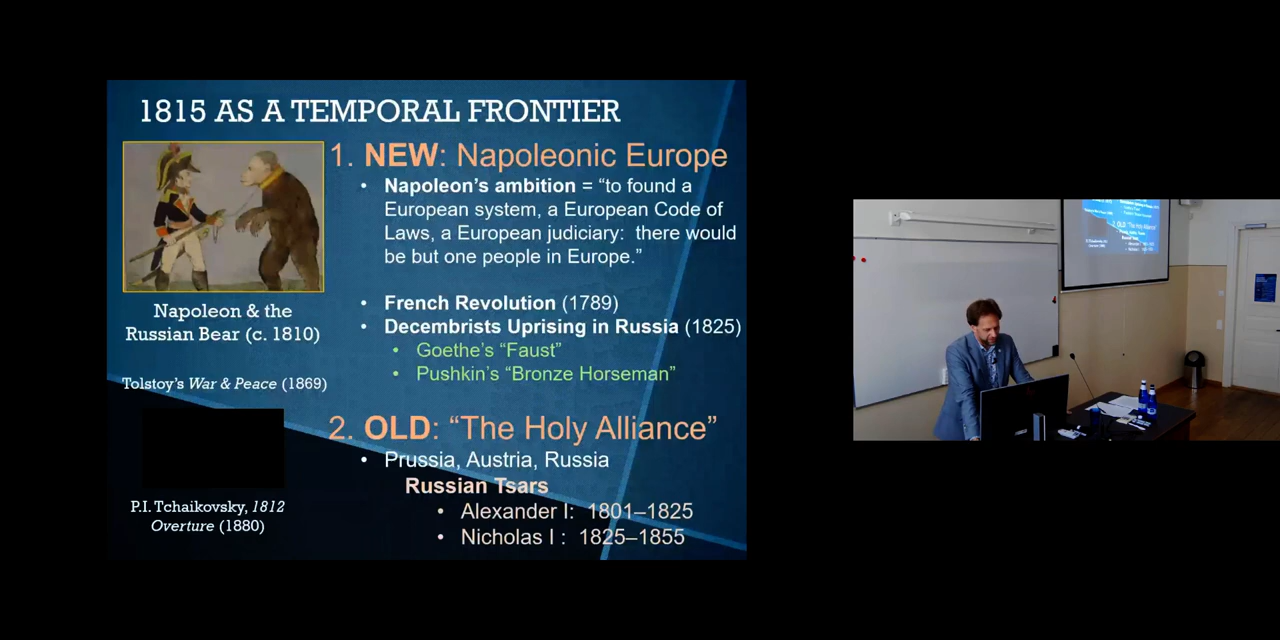 1815 AS A TEMPORAL FRONTIER
Napoleon & the
Russian Bear (c. 1810)
Tolstoy's War & Peace (1869)
P.I. Tchaikovsky, 1812
Overture (1880)
1. NEW: Napoleonic Europe
• Napoleon's ambition = “to found a
European system, a European Code of
Laws, a European judiciary: there would
be but one people in Europe.”
• French Revolution (1789)
• Decembrists Uprising in Russia (1825)
• Goethe's “Faust”
• Pushkin's “Bronze Horseman”
2. OLD: “The Holy Alliance”
• Prussia, Austria, Russia
Russian Tsars
• Alexander I: 1801–1825
• Nicholas I : 1825–1855